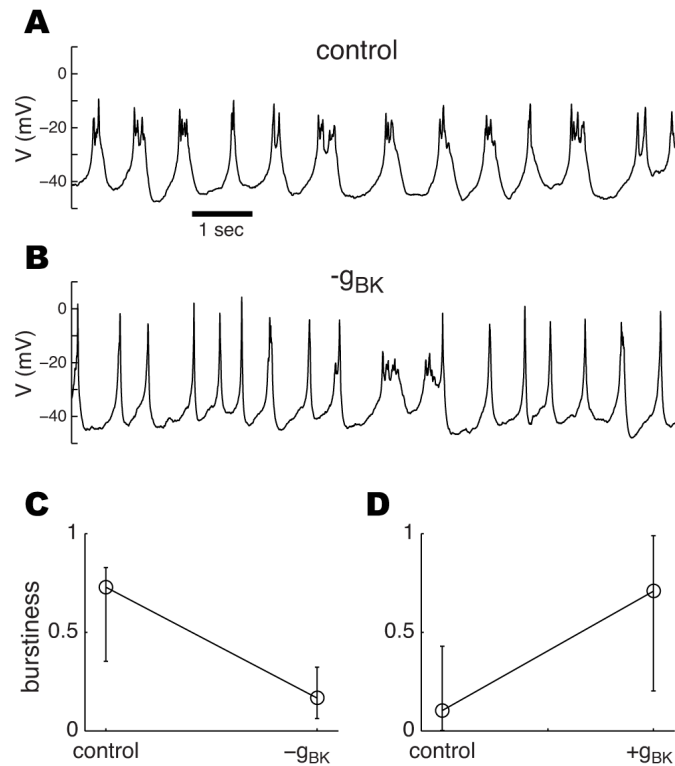 A
control
V (mV)
0
−20
−40
1 sec
B
-gBK
V (mV)
0
−20
−40
C
D
burstiness
1
0.5
0
control
−gBK
1
0.5
0
control
+gBK